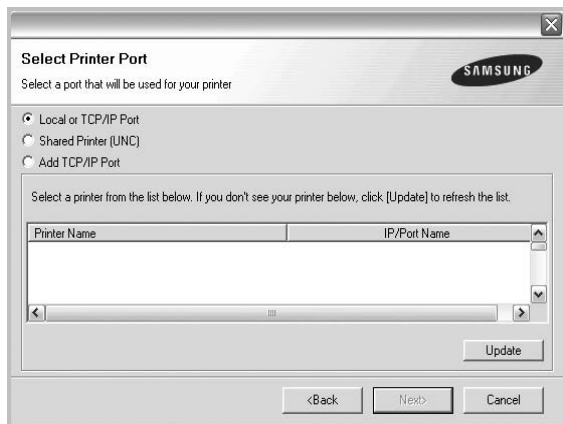 Select Printer Port
Select a port that will be used for your printer
SAMSUNG
Local or TCP/IP Port
Shared Printer (UNC)
Add TCP/IP Port
Select a printer from the list below. If you don't see your printer below, click [Update] to refresh the list.
Printer Name IP/Port Name
Update
<Back Next> Cancel